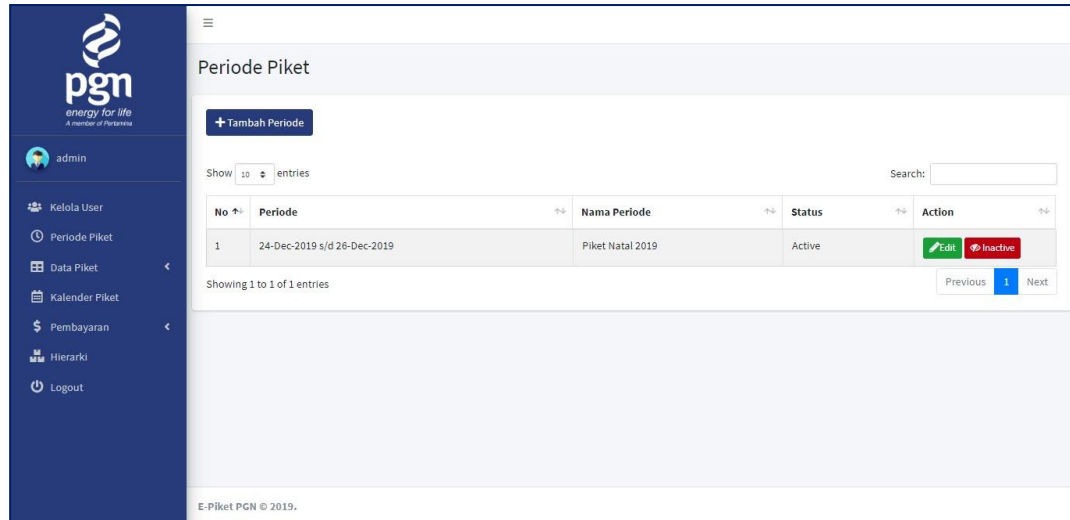 pgn
energy for life
A member of Pertamina
admin
Kelola User
Periode Piket
Data Piket
Kalender Piket
Pembayaran
Hierarki
Logout
Periode Piket
Tambah Periode
Show 10 entries
Search:
No Periode Nama Periode Status Action
1 24-Dec-2019 s/d 26-Dec-2019 Piket Natal 2019 Active Edit Inactive
Showing 1 to 1 of 1 entries
Previous 1 Next
E-Piket PGN © 2019.